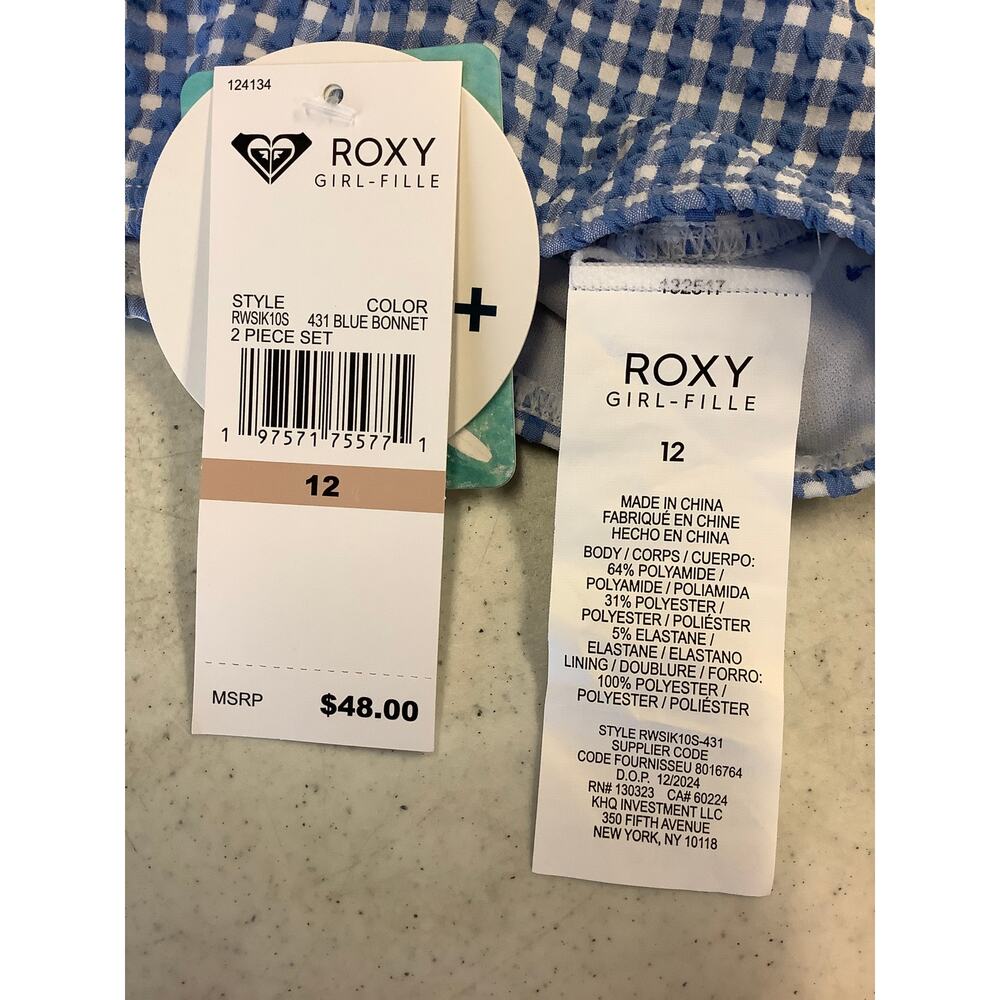 124134
ROXY
GIRL-FILLE
STYLE COLOR
RWSIK10S 431 BLUE BONNET
2 PIECE SET
1 97571 75577 1
12
MSRP $48.00
+
132517
ROXY
GIRL-FILLE
12
MADE IN CHINA
FABRIQUÉ EN CHINE
HECHO EN CHINA
BODY / CORPS / CUERPO:
64% POLYAMIDE /
POLYAMIDE / POLIAMIDA
31% POLYESTER /
POLYESTER / POLIÉSTER
5% ELASTANE /
ELASTANE / ELASTANO
LINING / DOUBLURE / FORRO:
100% POLYESTER /
POLYESTER / POLIÉSTER
STYLE RWSIK10S-431
SUPPLIER CODE
CODE FOURNISSEU 8016764
D.O.P. 12/2024
RN# 130323 CA# 60224
KHQ INVESTMENT LLC
350 FIFTH AVENUE
NEW YORK, NY 10118